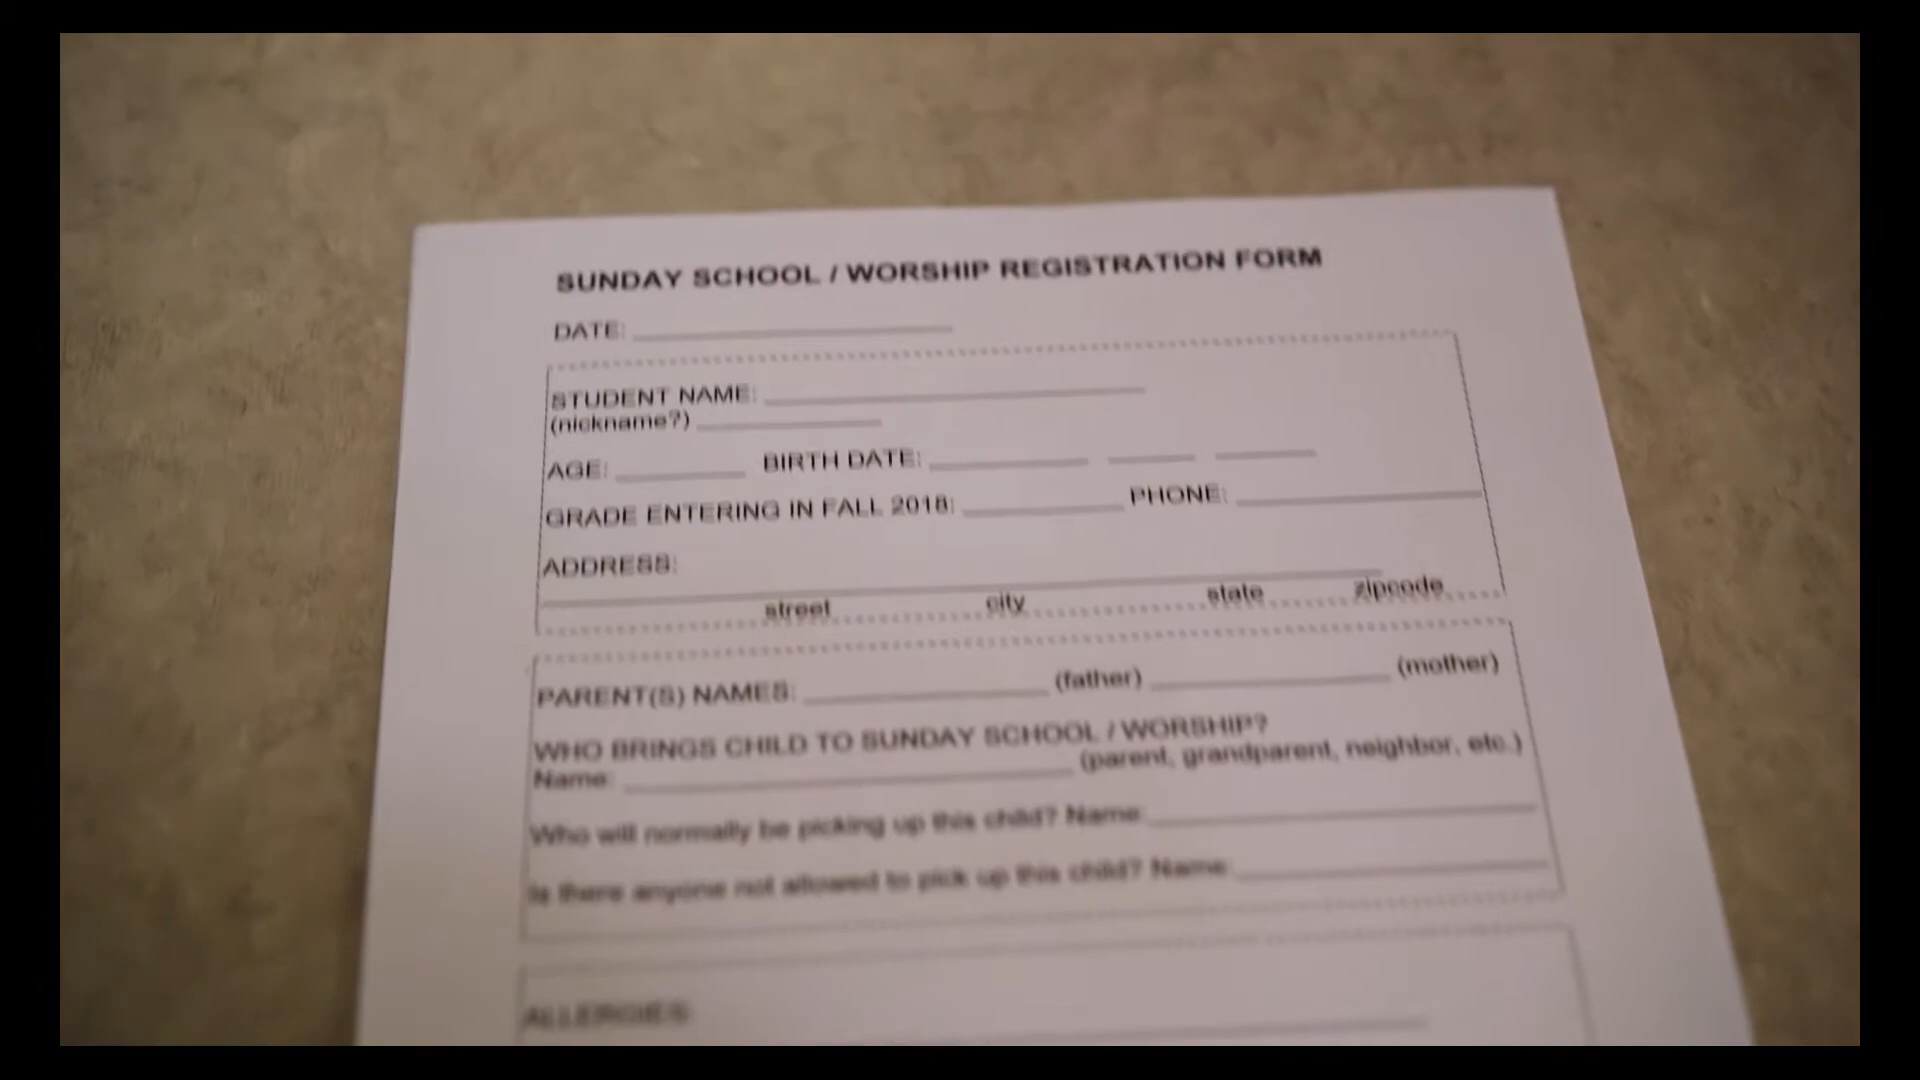 SUNDAY SCHOOL / WORSHIP REGISTRATION FORM
DATE:
STUDENT NAME:
(nickname?)
AGE: BIRTH DATE:
GRADE ENTERING IN FALL 2018: PHONE:
ADDRESS:
street city state zipcode
PARENT(S) NAMES: (father) (mother)
WHO BRINGS CHILD TO SUNDAY SCHOOL / WORSHIP?
Name: (parent, grandparent, neighbor, etc.)
Who will normally be picking up this child? Name:
Is there anyone not allowed to pick up this child? Name:
ALLERGIES: